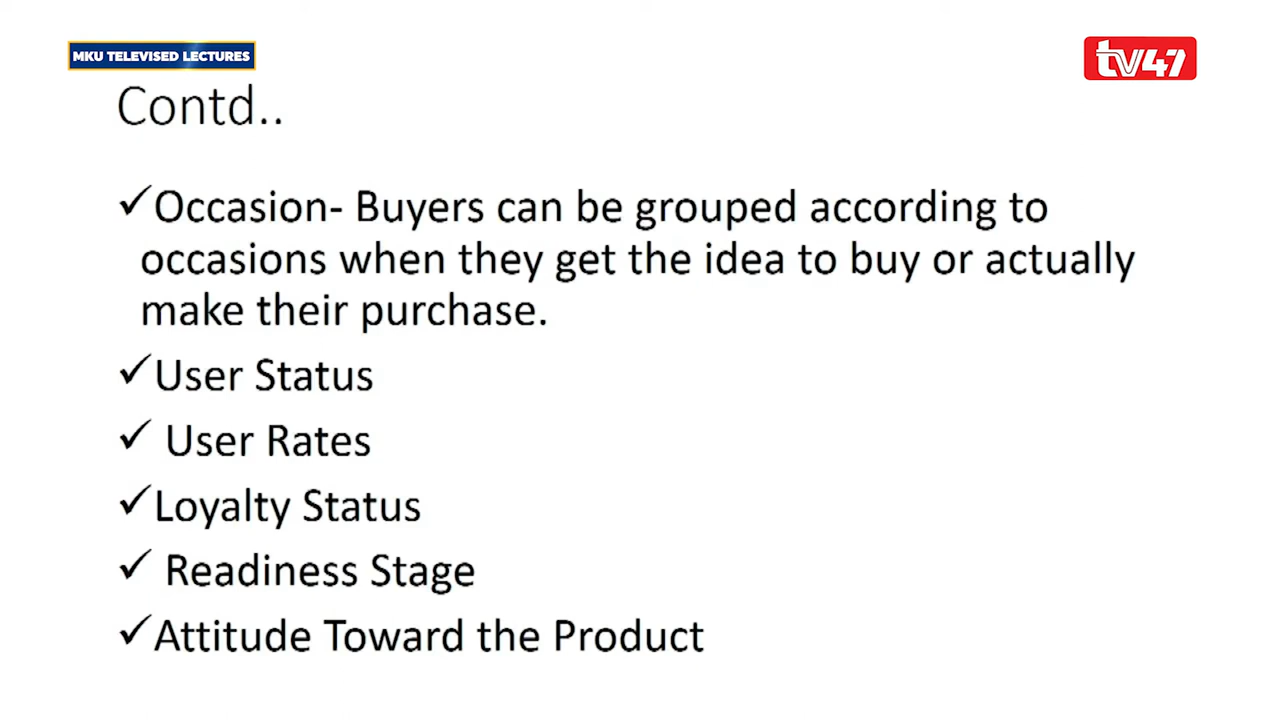 MKU TELEVISED LECTURES
tv47
Contd..
✓Occasion- Buyers can be grouped according to
occasions when they get the idea to buy or actually
make their purchase.
✓User Status
✓ User Rates
✓Loyalty Status
✓ Readiness Stage
✓Attitude Toward the Product